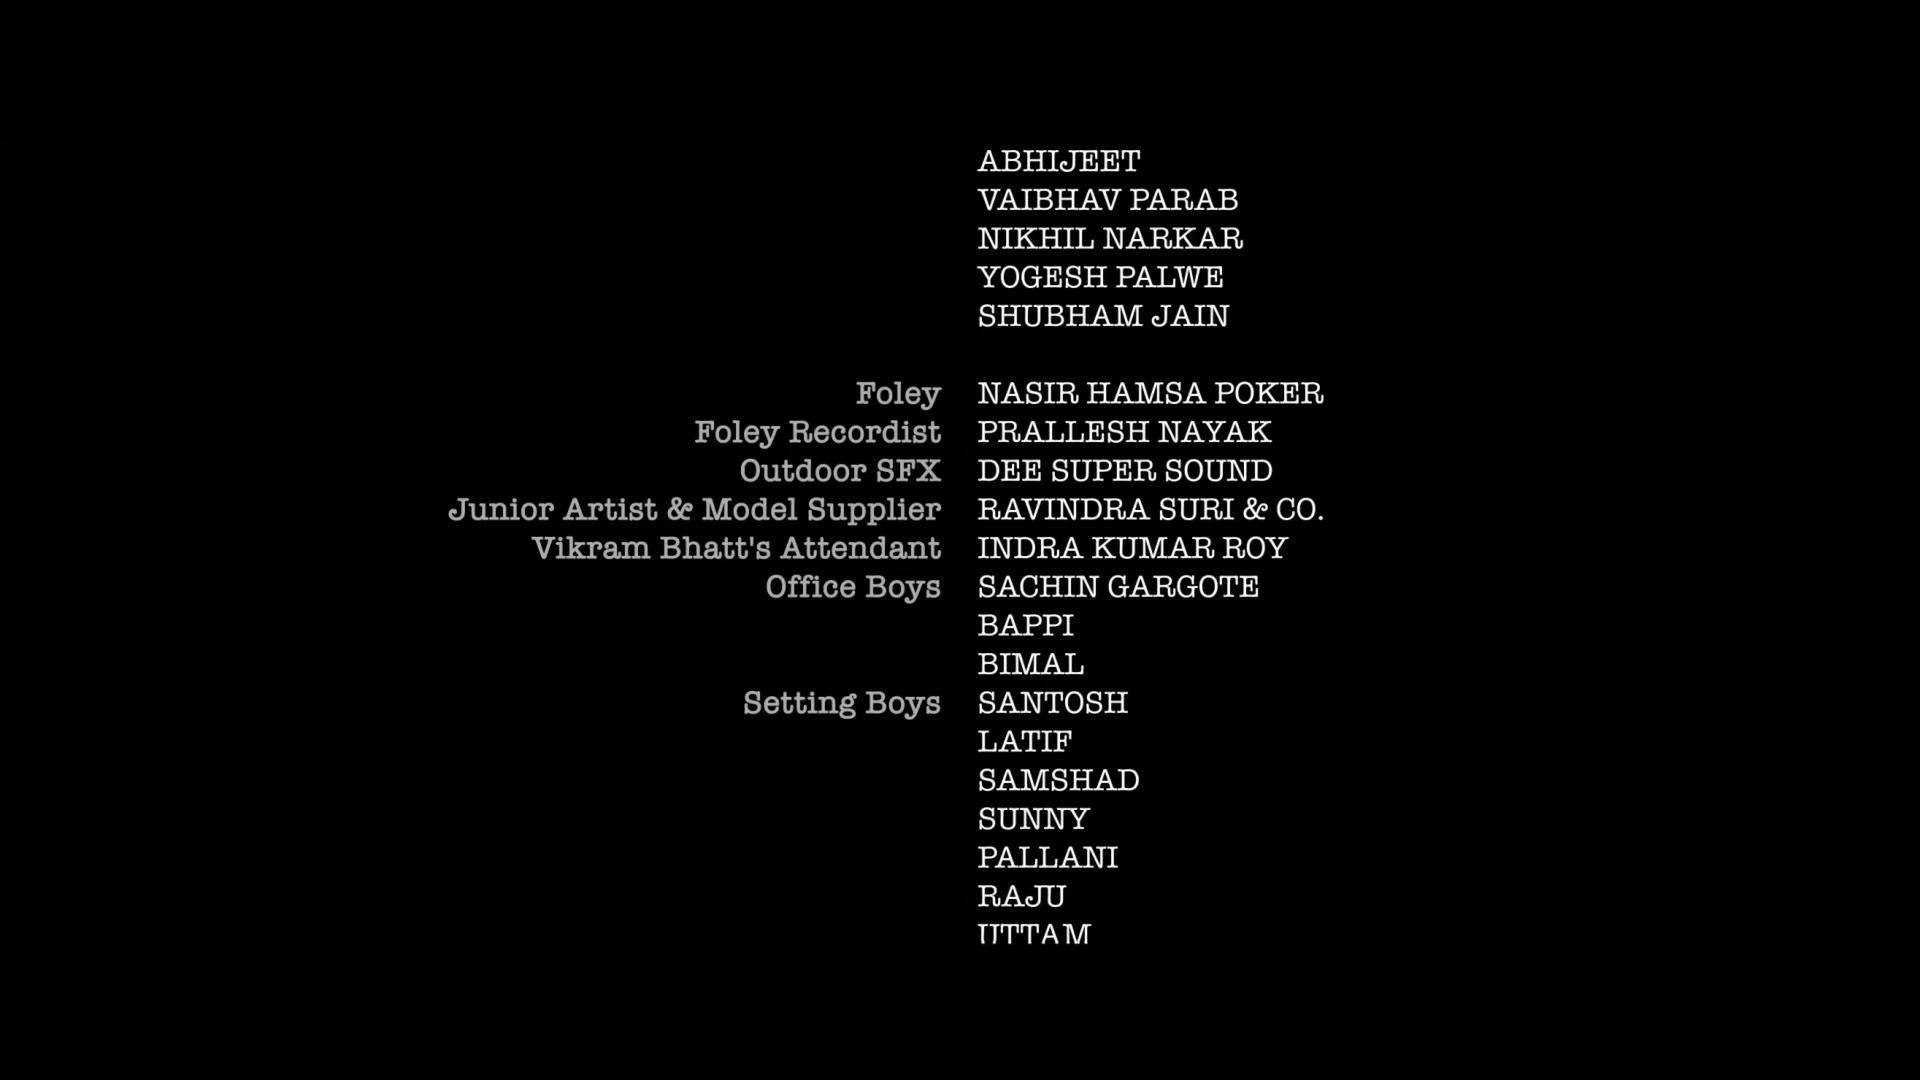 ABHIJEET
VAIBHAV PARAB
NIKHIL NARKAR
YOGESH PALWE
SHUBHAM JAIN
Foley NASIR HAMSA POKER
Foley Recordist PRALLESH NAYAK
Outdoor SFX DEE SUPER SOUND
Junior Artist & Model Supplier RAVINDRA SURI & CO.
Vikram Bhatt's Attendant INDRA KUMAR ROY
Office Boys SACHIN GARGOTE
BAPPI
BIMAL
Setting Boys SANTOSH
LATIF
SAMSHAD
SUNNY
PALLANI
RAJU
UTTAM